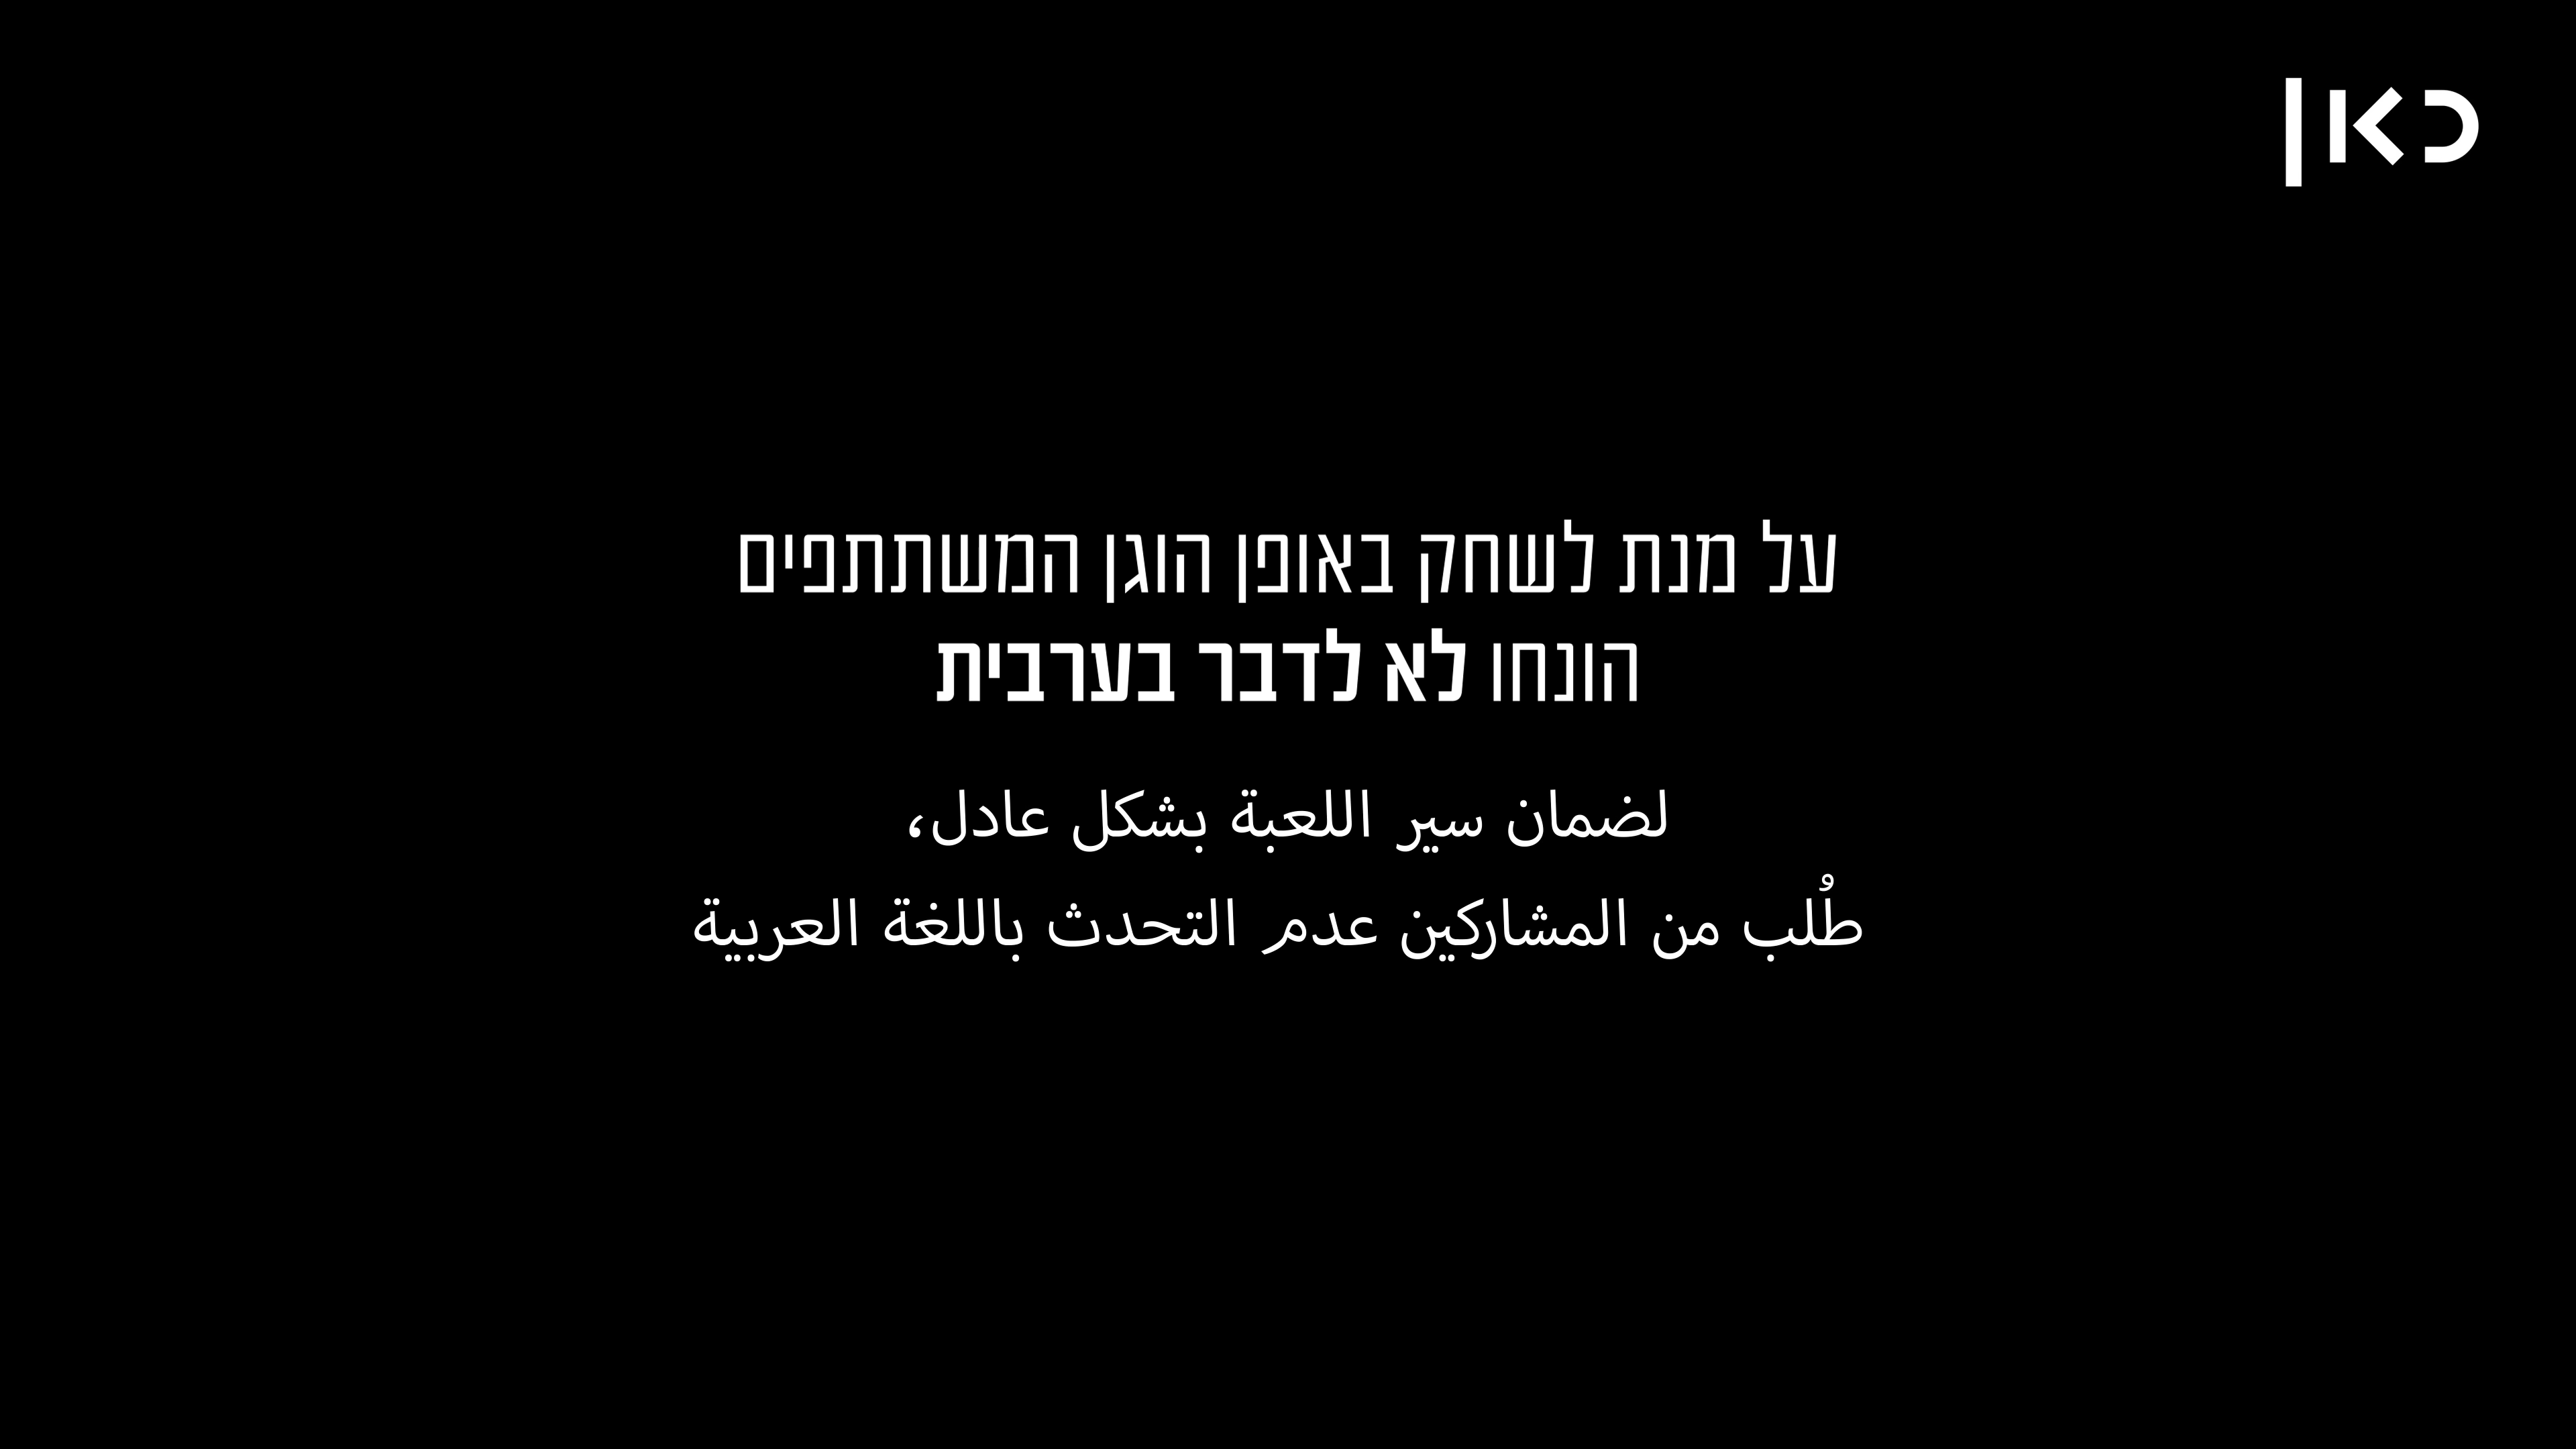 כאן
על מנת לשחק באופן הוגן המשתתפים
הונחו לא לדבר בערבית
لضمان سير اللعبة بشكل عادل،
طُلب من المشاركين عدم التحدث باللغة العربية